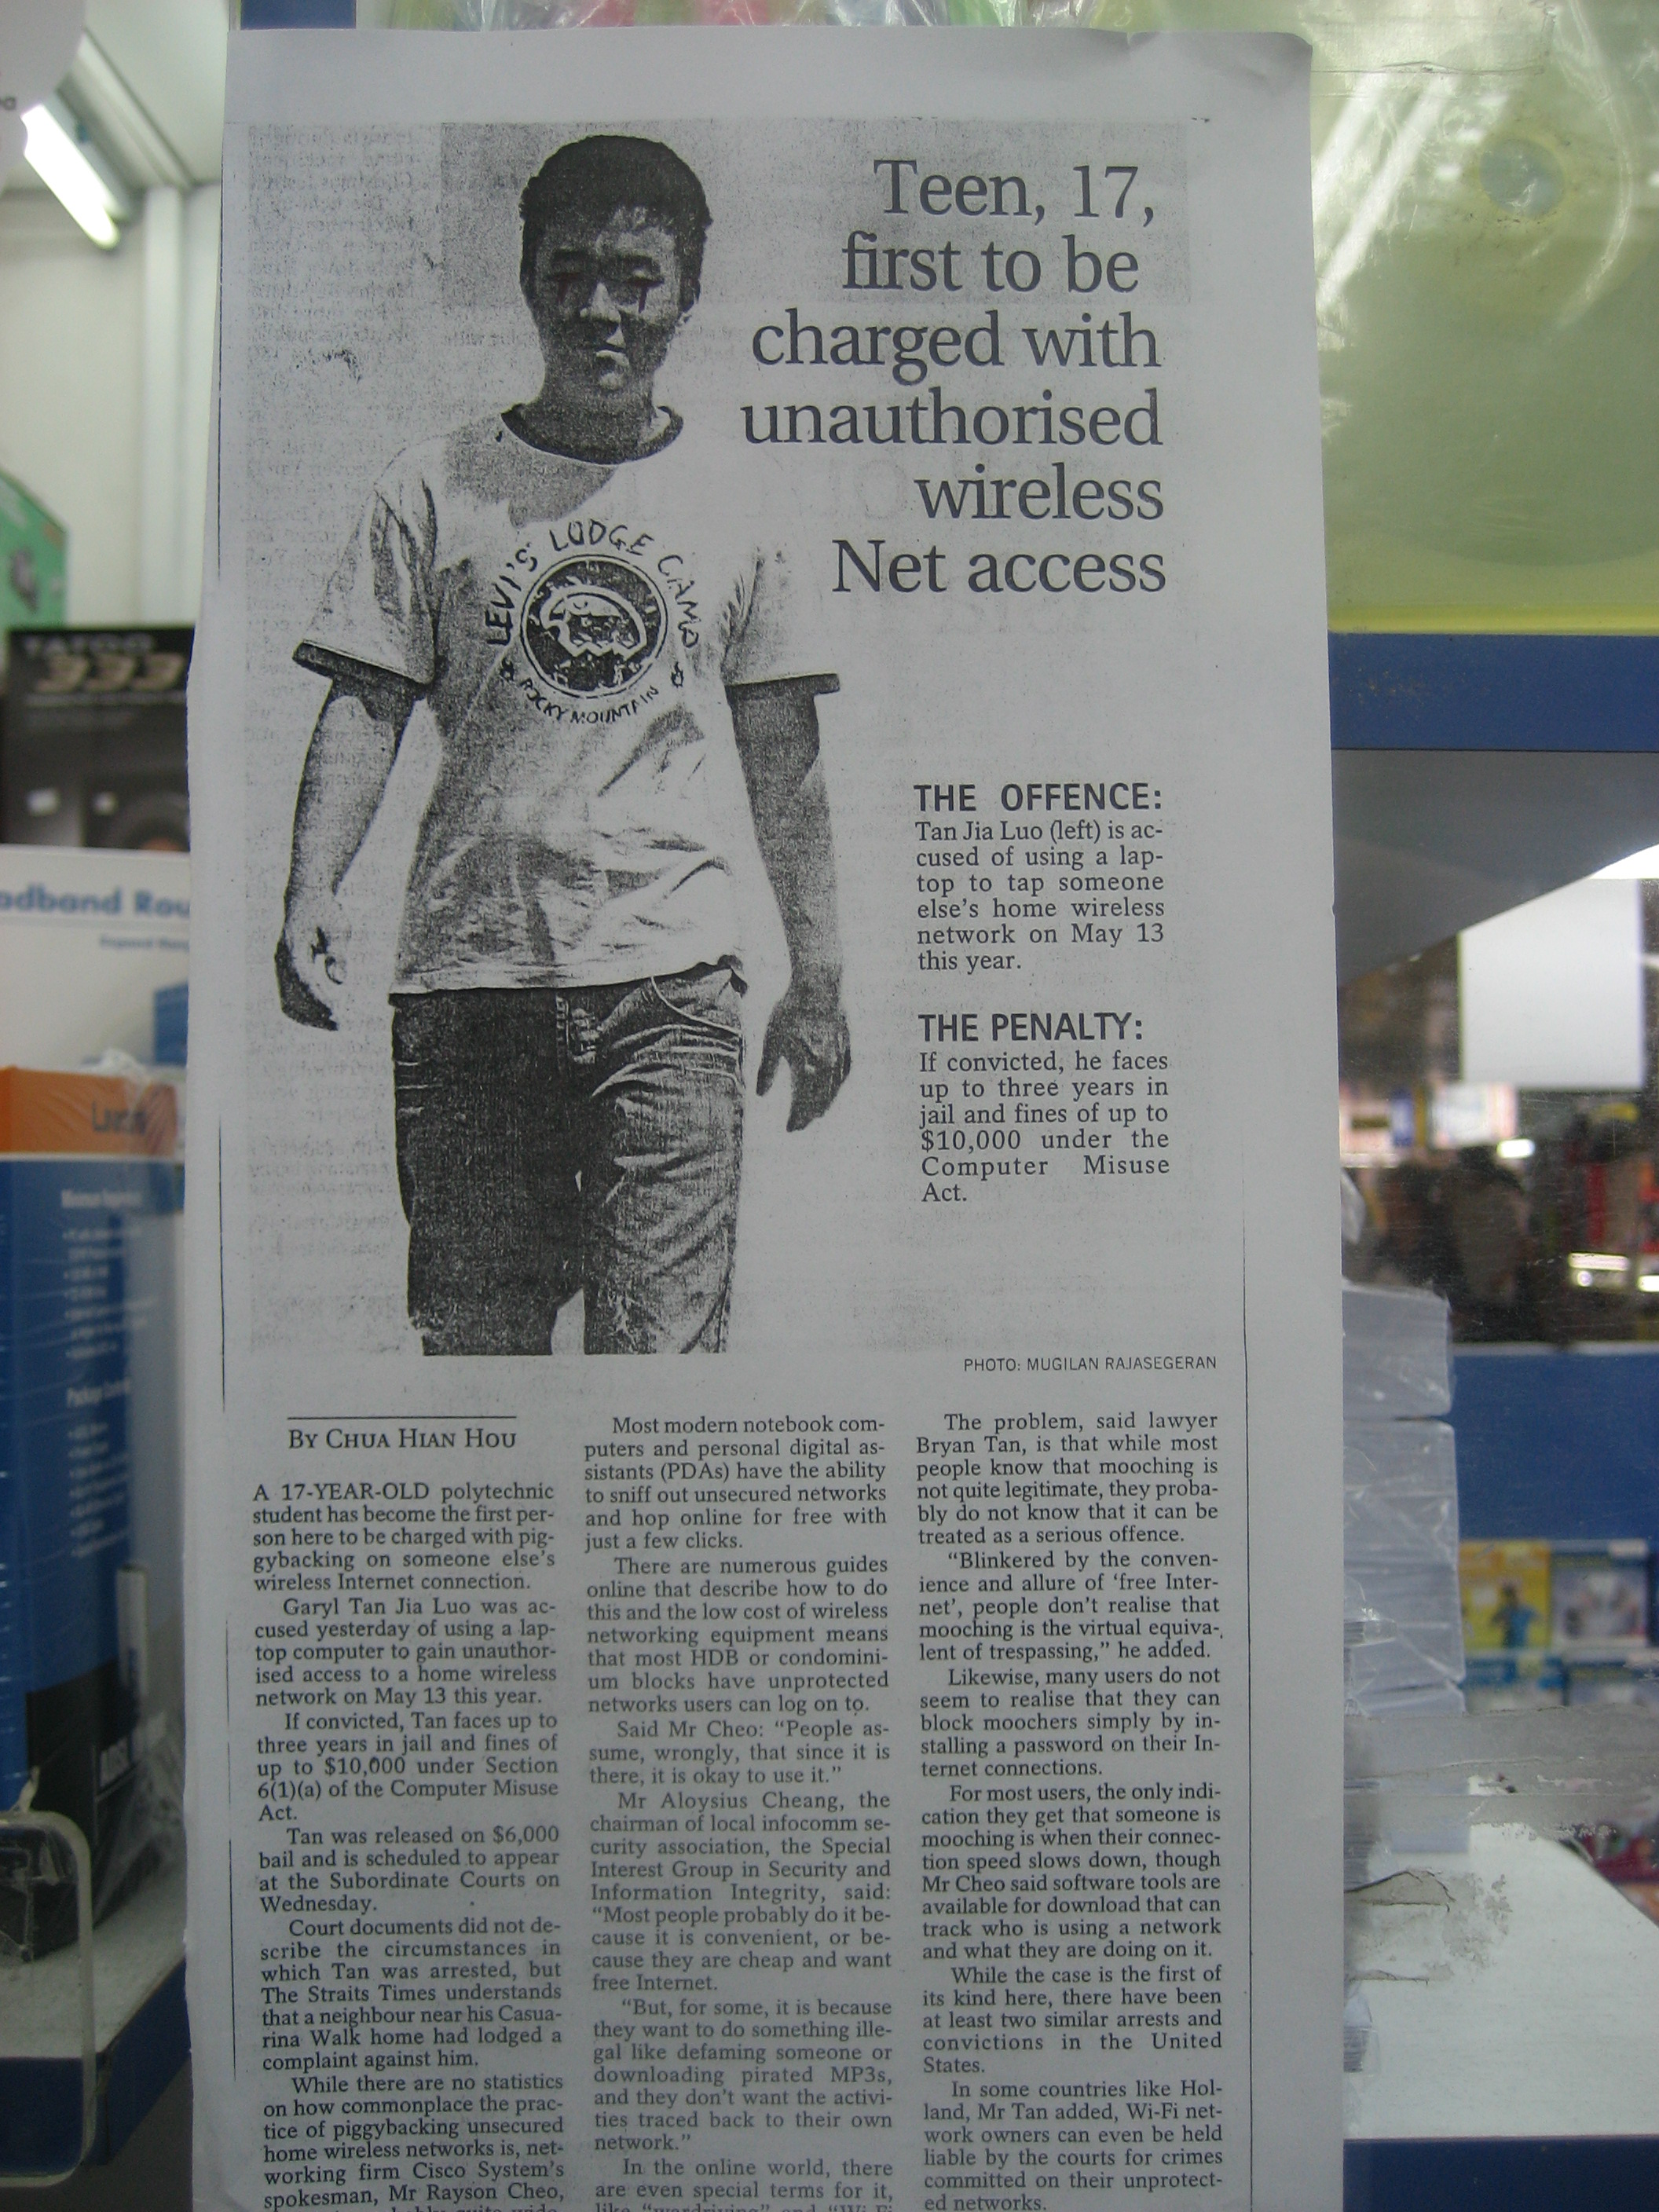 Teen, 17,
first to be
charged with
unauthorised
wireless
Net access
LEVI'S LODGE CAMP
ROCKY MOUNTAIN
THE OFFENCE:
Tan Jia Luo (left) is ac-
cused of using a lap-
top to tap someone
else's home wireless
network on May 13
this year.
THE PENALTY:
If convicted, he faces
up to three years in
jail and fines of up to
$10,000 under the
Computer Misuse
Act.
PHOTO: MUGILAN RAJASEGERAN
BY CHUA HIAN HOU
A 17-YEAR-OLD polytechnic
student has become the first per-
son here to be charged with pig-
gybacking on someone else's
wireless Internet connection.
Garyl Tan Jia Luo was ac-
cused yesterday of using a lap-
top computer to gain unauthor-
ised access to a home wireless
network on May 13 this year.
If convicted, Tan faces up to
three years in jail and fines of
up to $10,000 under Section
6(1)(a) of the Computer Misuse
Act.
Tan was released on $6,000
bail and is scheduled to appear
at the Subordinate Courts on
Wednesday.
Court documents did not de-
scribe the circumstances in
which Tan was arrested, but
The Straits Times understands
that a neighbour near his Casua-
rina Walk home had lodged a
complaint against him.
While there are no statistics
on how commonplace the prac-
tice of piggybacking unsecured
home wireless networks is, net-
working firm Cisco System's
spokesman, Mr Rayson Cheo,
Most modern notebook com-
puters and personal digital as-
sistants (PDAs) have the ability
to sniff out unsecured networks
and hop online for free with
just a few clicks.
There are numerous guides
online that describe how to do
this and the low cost of wireless
networking equipment means
that most HDB or condomini-
um blocks have unprotected
networks users can log on to.
Said Mr Cheo: "People as-
sume, wrongly, that since it is
there, it is okay to use it."
Mr Aloysius Cheang, the
chairman of local infocomm se-
curity association, the Special
Interest Group in Security and
Information Integrity, said:
"Most people probably do it be-
cause it is convenient, or be-
cause they are cheap and want
free Internet.
"But, for some, it is because
they want to do something ille-
gal like defaming someone or
downloading pirated MP3s,
and they don't want the activi-
ties traced back to their own
network."
In the online world, there
are even special terms for it,
like "wardriving" and "Wi-Fi
The problem, said lawyer
Bryan Tan, is that while most
people know that mooching is
not quite legitimate, they proba-
bly do not know that it can be
treated as a serious offence.
"Blinkered by the conven-
ience and allure of 'free Inter-
net', people don't realise that
mooching is the virtual equiva-
lent of trespassing," he added.
Likewise, many users do not
seem to realise that they can
block moochers simply by in-
stalling a password on their In-
ternet connections.
For most users, the only indi-
cation they get that someone is
mooching is when their connec-
tion speed slows down, though
Mr Cheo said software tools are
available for download that can
track who is using a network
and what they are doing on it.
While the case is the first of
its kind here, there have been
at least two similar arrests and
convictions in the United
States.
In some countries like Hol-
land, Mr Tan added, Wi-Fi net-
work owners can even be held
liable by the courts for crimes
committed on their unprotect-
ed networks.
333
adband Rou